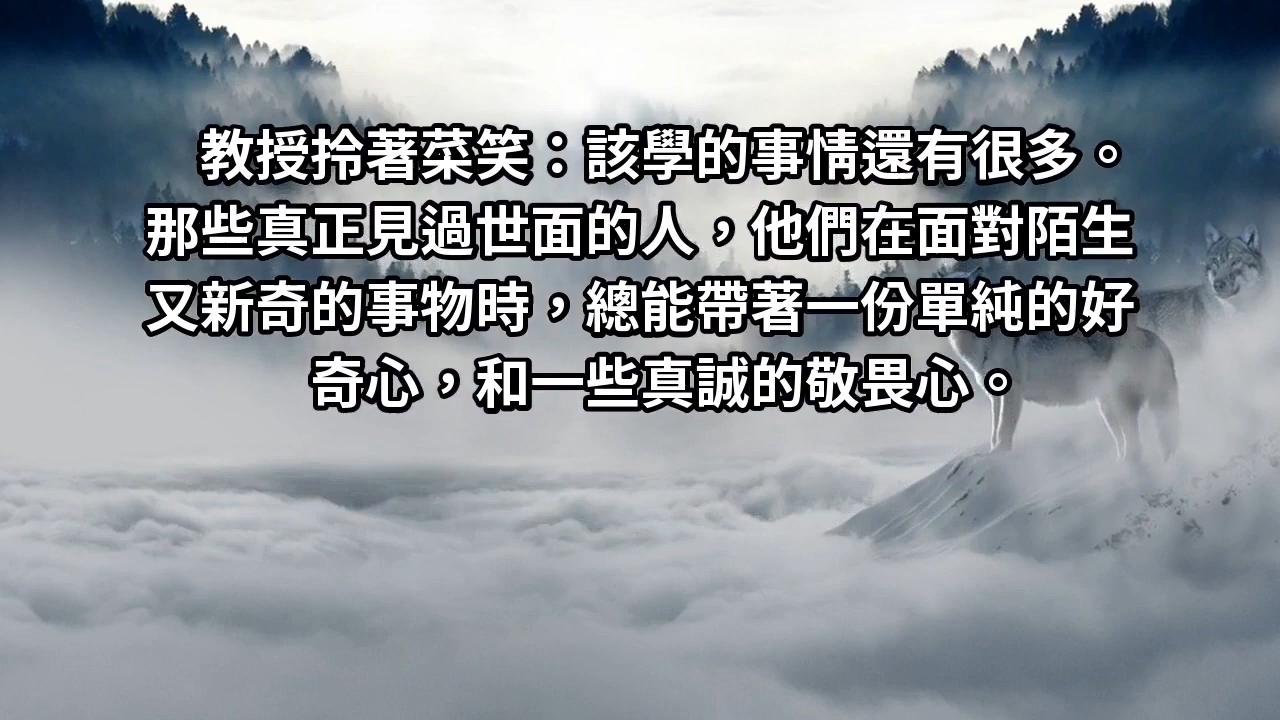 教授拎著菜笑：該學的事情還有很多。
那些真正見過世面的人，他們在面對陌生
又新奇的事物時，總能帶著一份單純的好
奇心，和一些真誠的敬畏心。